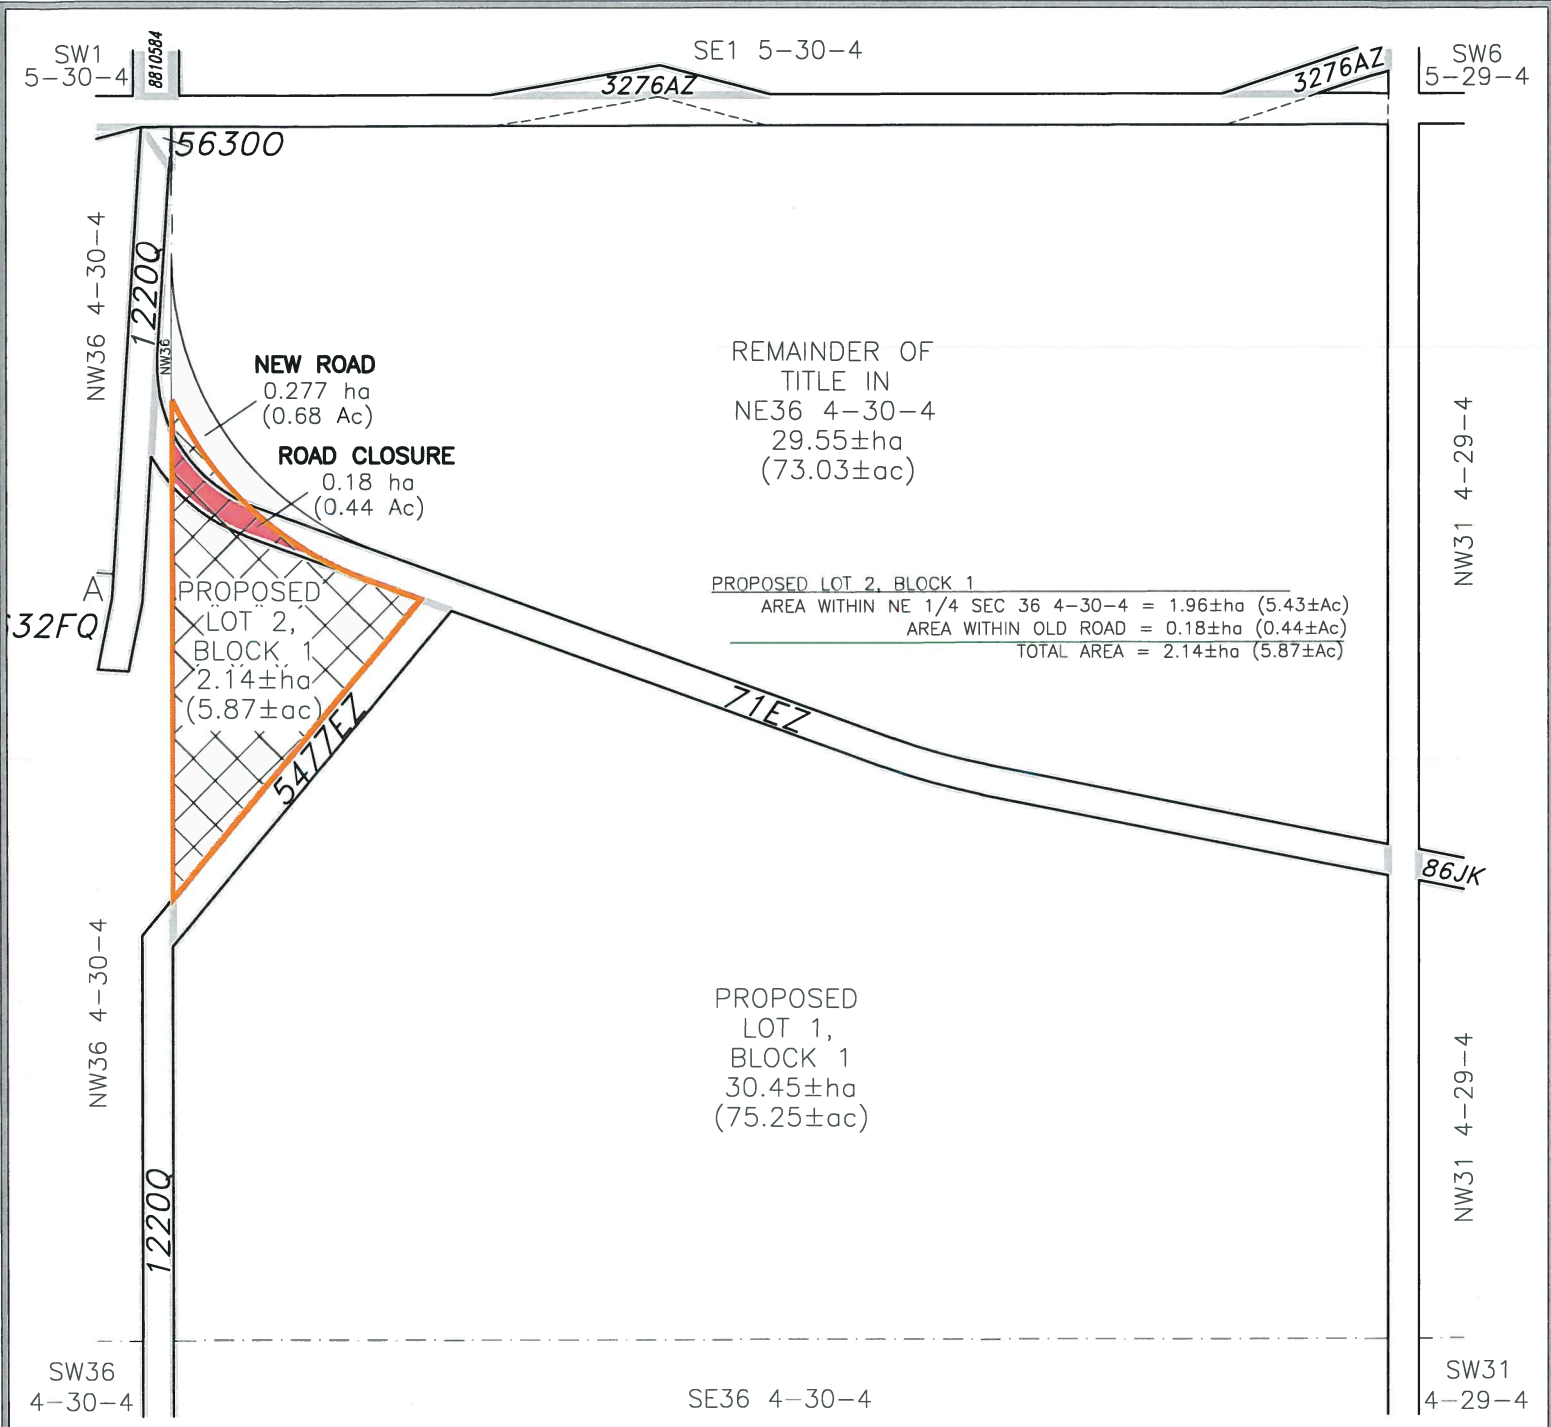 SW1
5-30-4
8810584
SE1 5-30-4
3276AZ
3276AZ
SW6
5-29-4
5630O
NW36 4-30-4
1220Q
NW36
NEW ROAD
0.277 ha
(0.68 Ac)
ROAD CLOSURE
0.18 ha
(0.44 Ac)
REMAINDER OF
TITLE IN
NE36 4-30-4
29.55±ha
(73.03±ac)
NW31 4-29-4
A
32FQ
PROPOSED
LOT 2,
BLOCK 1
2.14±ha
(5.87±ac)
PROPOSED LOT 2, BLOCK 1
AREA WITHIN NE 1/4 SEC 36 4-30-4 = 1.96±ha (5.43±Ac)
AREA WITHIN OLD ROAD = 0.18±ha (0.44±Ac)
TOTAL AREA = 2.14±ha (5.87±Ac)
71EZ
5477EZ
86JK
NW36 4-30-4
PROPOSED
LOT 1,
BLOCK 1
30.45±ha
(75.25±ac)
NW31 4-29-4
1220Q
SW36
4-30-4
SE36 4-30-4
SW31
4-29-4